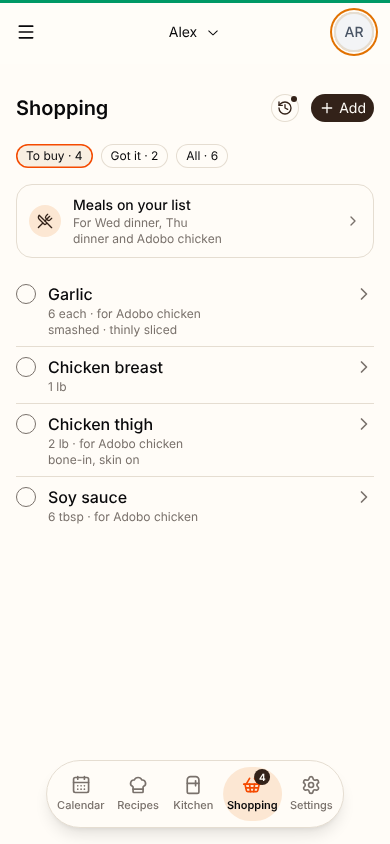 Alex
AR
Shopping
+ Add
To buy · 4
Got it · 2
All · 6
Meals on your list
For Wed dinner, Thu
dinner and Adobo chicken
Garlic
6 each · for Adobo chicken
smashed · thinly sliced
Chicken breast
1 lb
Chicken thigh
2 lb · for Adobo chicken
bone-in, skin on
Soy sauce
6 tbsp · for Adobo chicken
4
Calendar
Recipes
Kitchen
Shopping
Settings